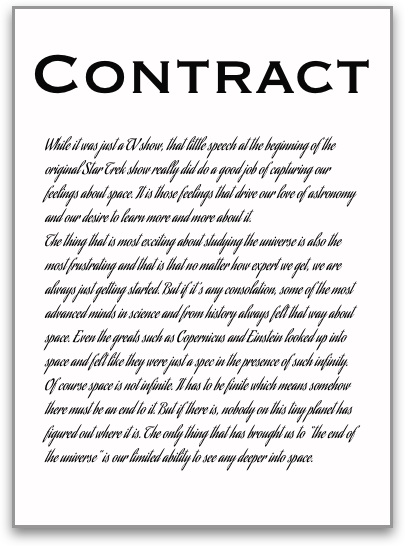 CONTRACT
While it was just a TV show, that little speech at the beginning of the
original Star Trek show really did do a good job of capturing our
feelings about space. It is those feelings that drive our love of astronomy
and our desire to learn more and more about it.
The thing that is most exciting about studying the universe is also the
most frustrating and that is that no matter how expert we get, we are
always just getting started. But if it's any consolation, some of the most
advanced minds in science and from history always felt that way about
space. Even the greats such as Copernicus and Einstein looked up into
space and felt like they were just a spec in the presence of such infinity.
Of course space is not infinite. It has to be finite which means somehow
there must be an end to it. But if there is, nobody on this tiny planet has
figured out where it is. The only thing that has brought us to "the end of
the universe" is our limited ability to see any deeper into space.